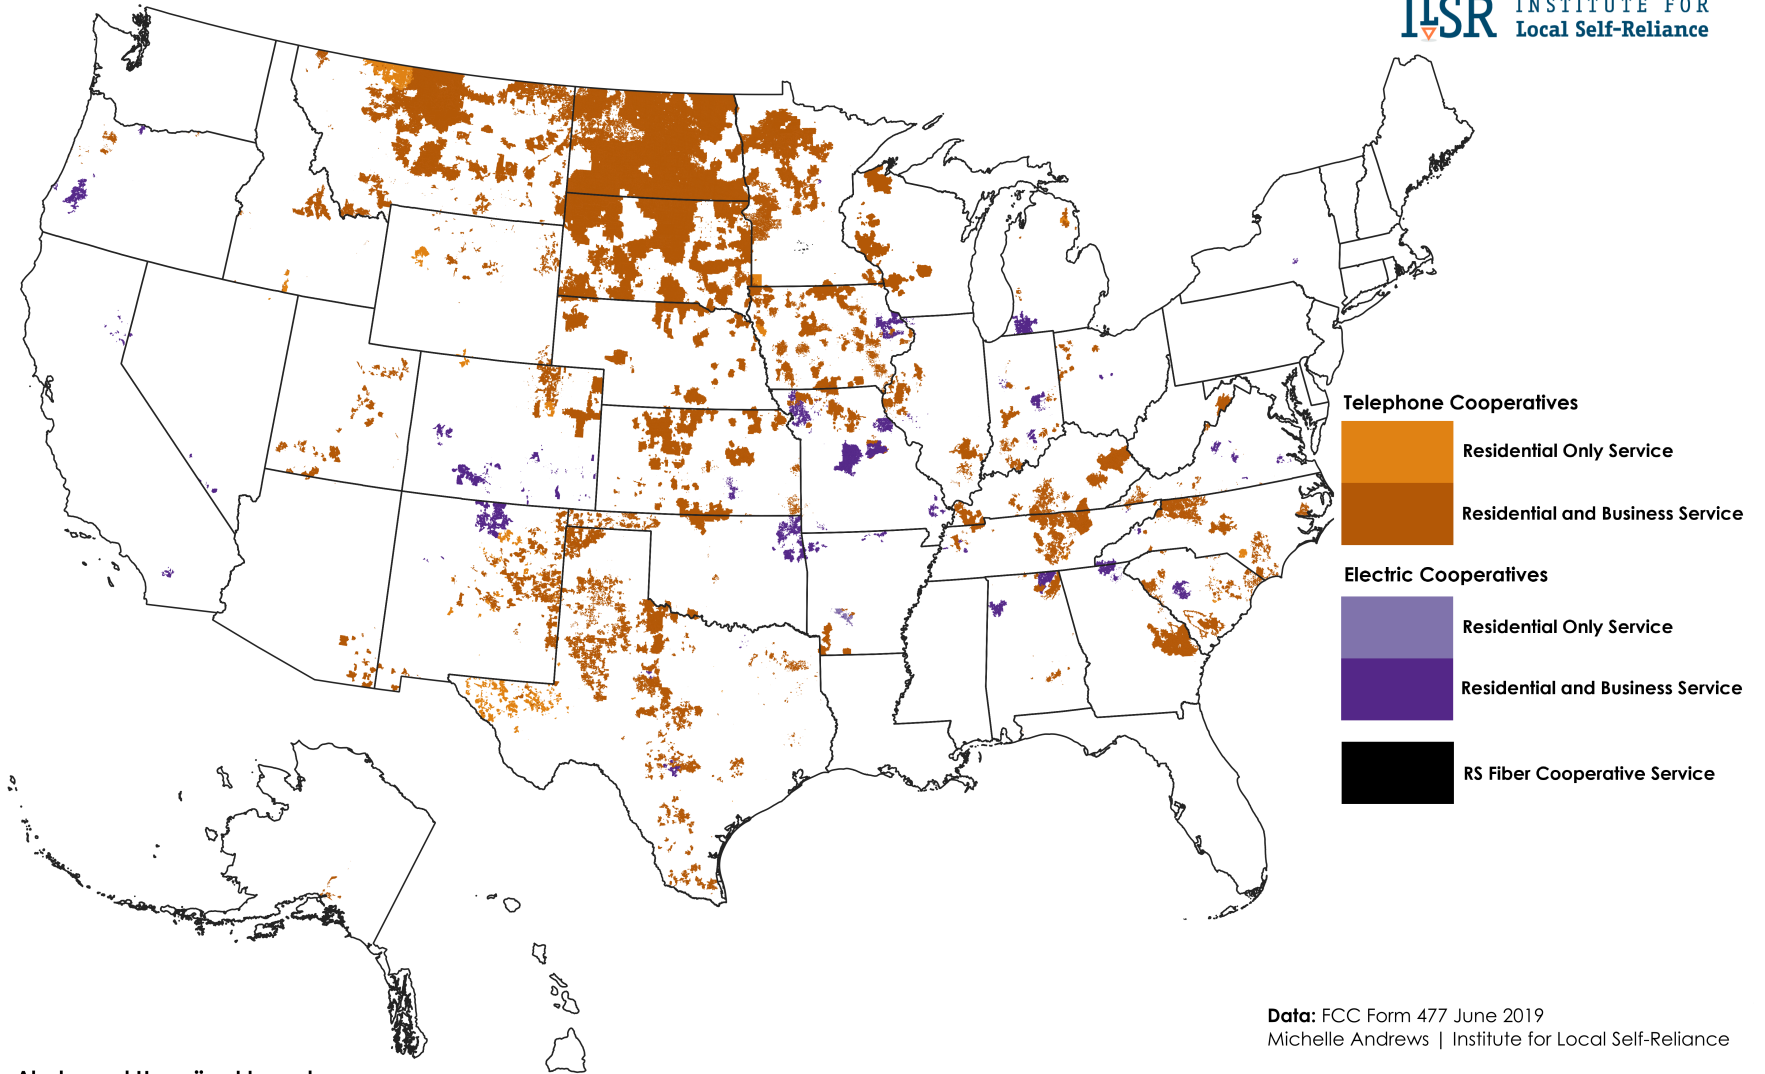 ILSR
INSTITUTE FOR
Local Self-Reliance
Telephone Cooperatives
Residential Only Service
Residential and Business Service
Electric Cooperatives
Residential Only Service
Residential and Business Service
RS Fiber Cooperative Service
Data: FCC Form 477 June 2019
Michelle Andrews | Institute for Local Self-Reliance